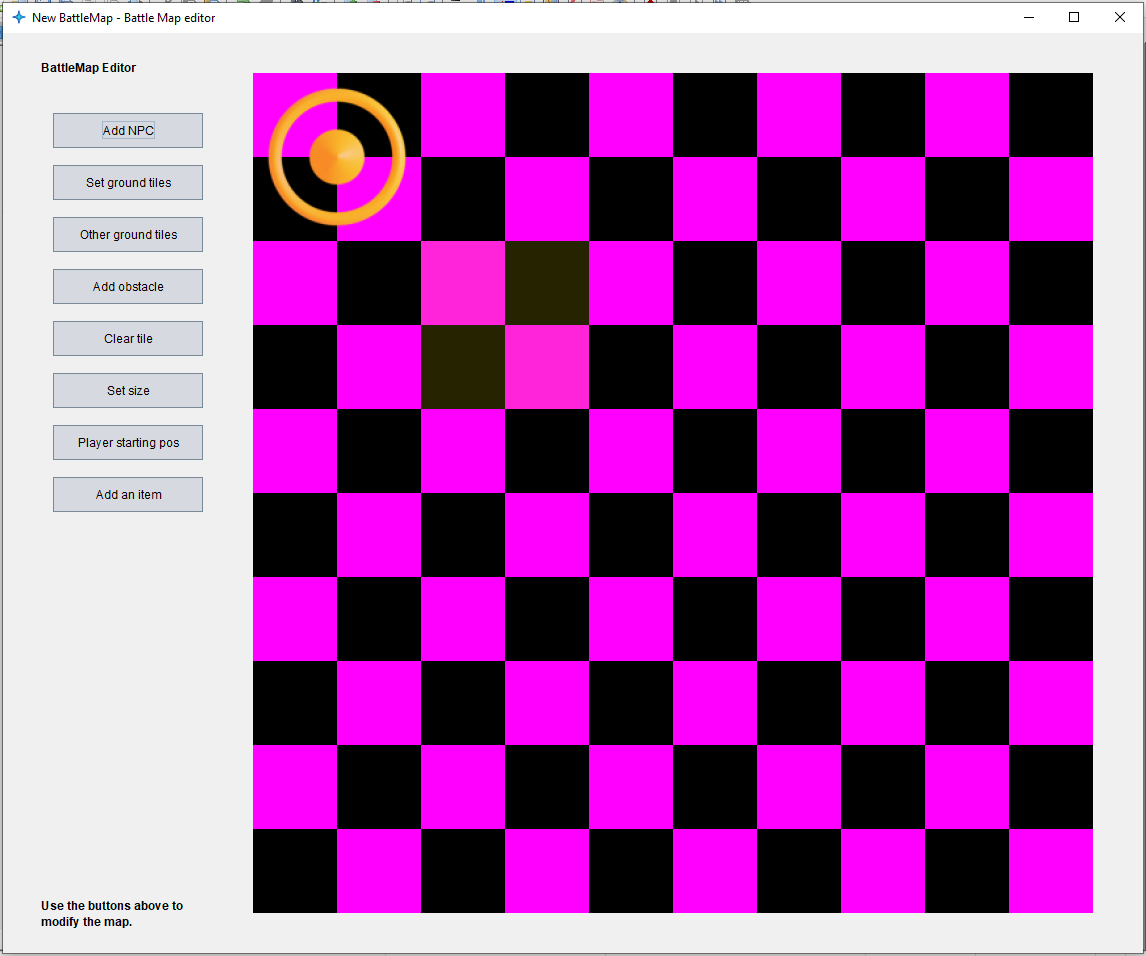 New BattleMap - Battle Map editor
BattleMap Editor
Add NPC
Set ground tiles
Other ground tiles
Add obstacle
Clear tile
Set size
Player starting pos
Add an item
Use the buttons above to
modify the map.